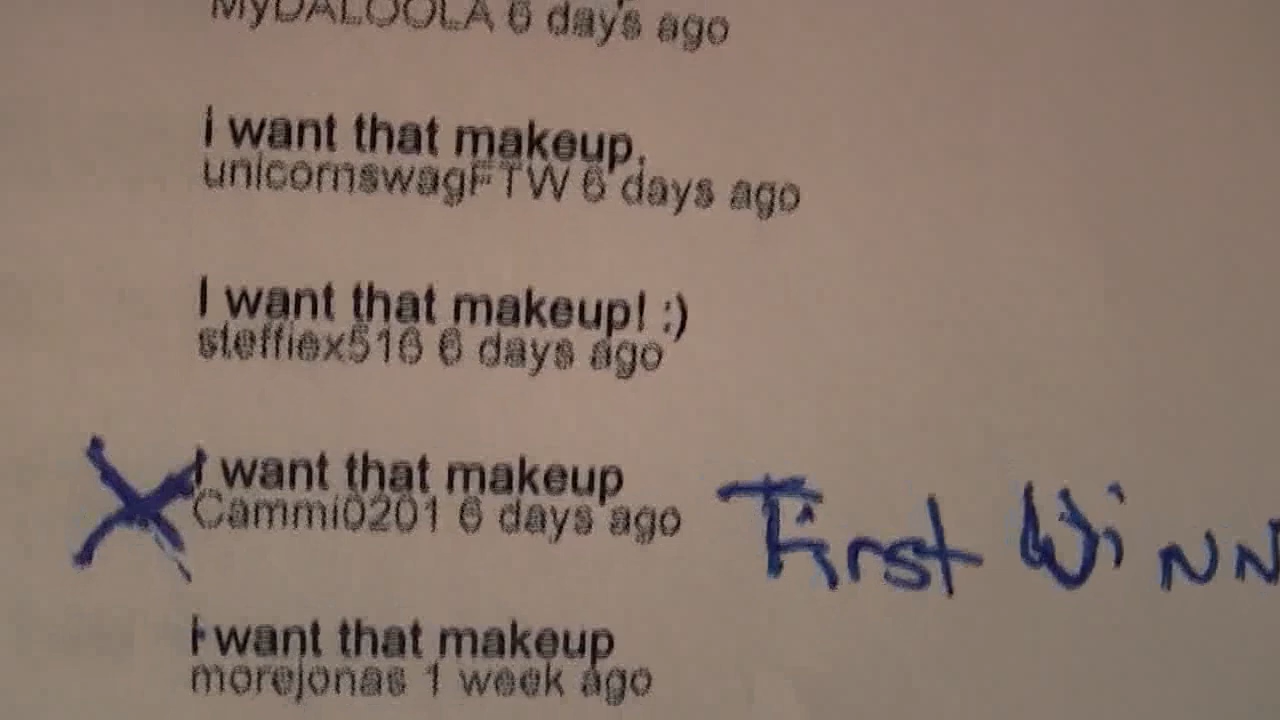 MyDALOOLA 6 days ago
I want that makeup.
unicornswagFTW 6 days ago
I want that makeup! :)
steffiex516 6 days ago
I want that makeup
Cammi0201 6 days ago
First Winn
I want that makeup
morejonas 1 week ago